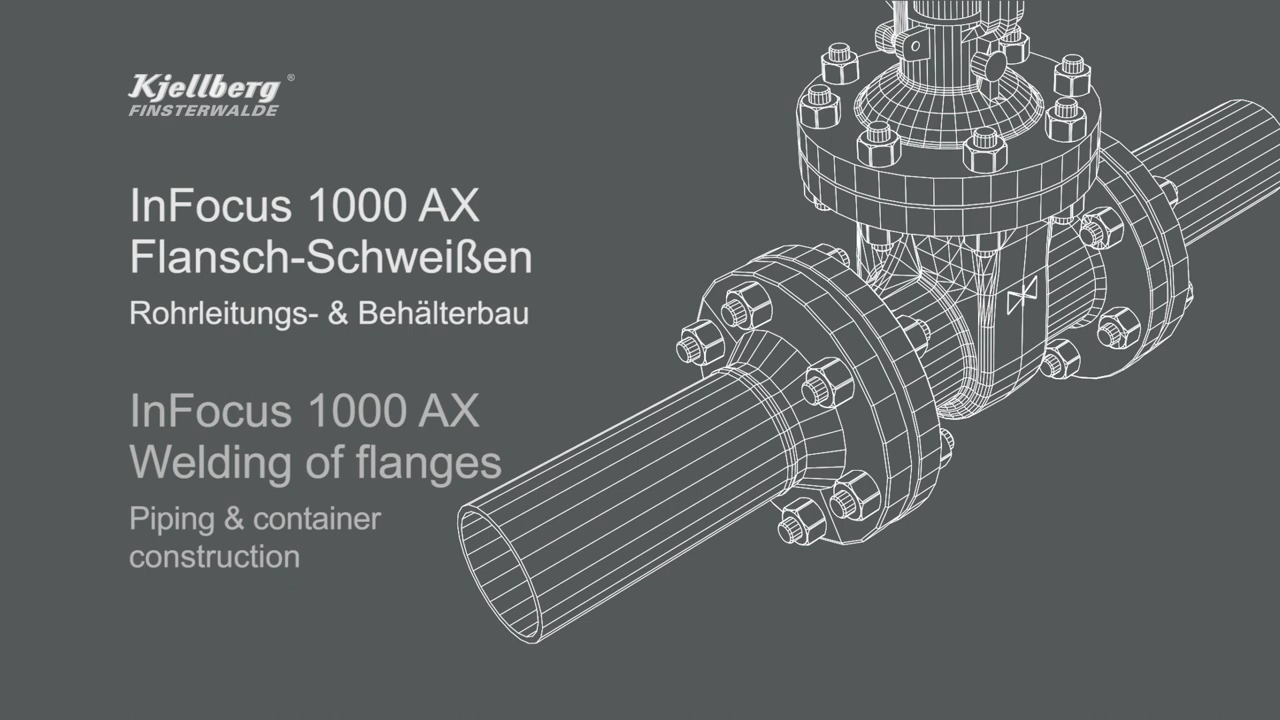 Kjellberg®
FINSTERWALDE
InFocus 1000 AX
Flansch-Schweißen
Rohrleitungs- & Behälterbau
InFocus 1000 AX
Welding of flanges
Piping & container
construction